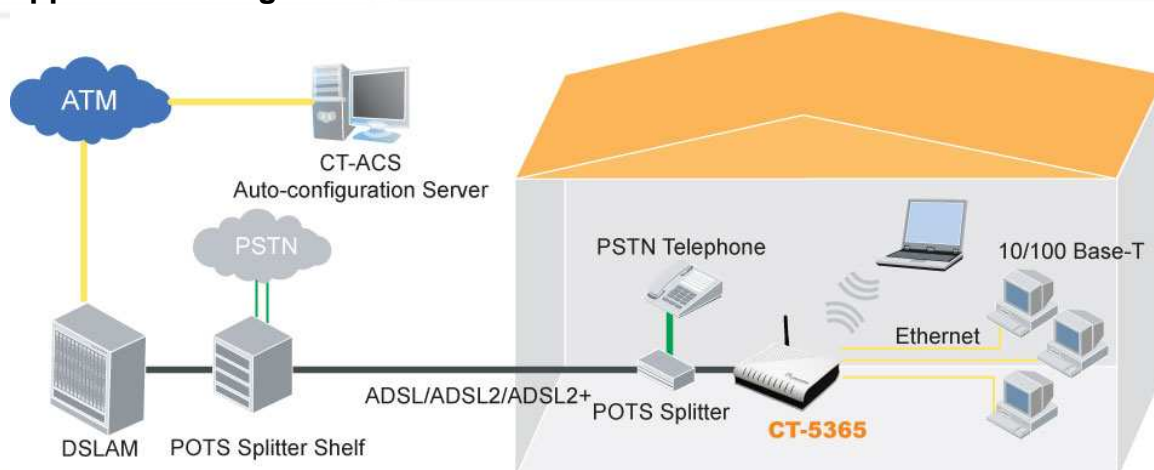 ATM
CT-ACS
Auto-configuration Server
PSTN
PSTN Telephone
10/100 Base-T
Ethernet
ADSL/ADSL2/ADSL2+
POTS Splitter
CT-5365
DSLAM
POTS Splitter Shelf